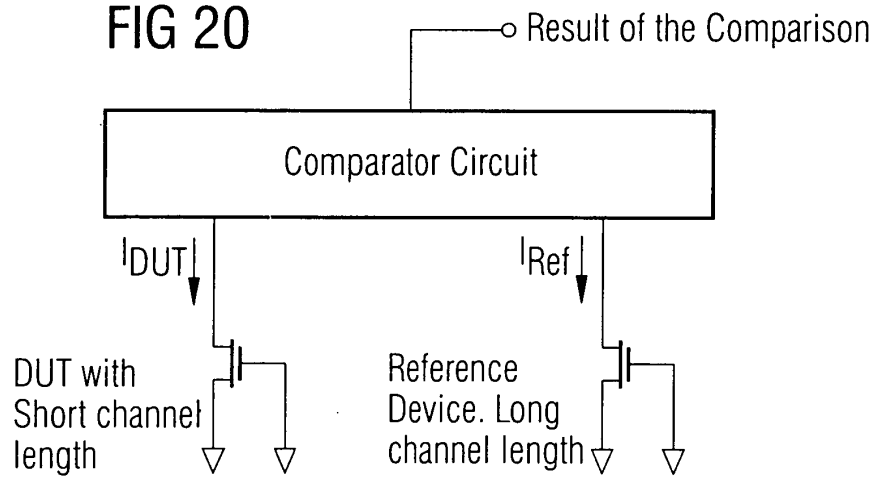 FIG 20
Result of the Comparison
Comparator Circuit
IDUT
IRef
DUT with
Short channel
length
Reference
Device. Long
channel length